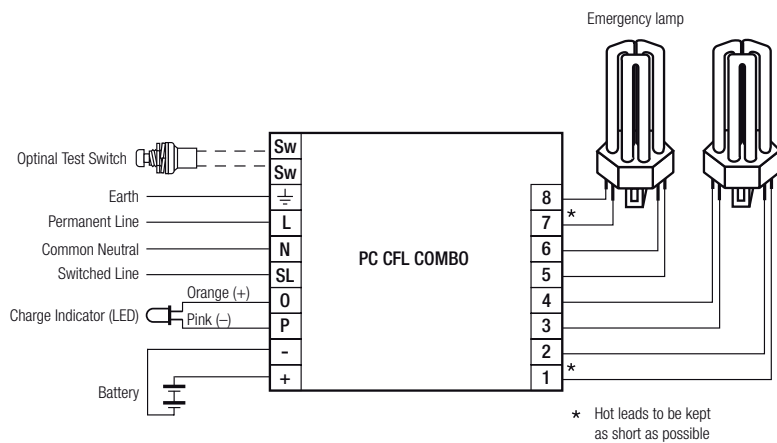 Emergency lamp
Optinal Test Switch
Earth
Permanent Line
Common Neutral
Switched Line
Charge Indicator (LED)
Orange (+)
Pink (–)
Battery
Sw
Sw
L
N
SL
O
P
-
+
PC CFL COMBO
8
7
*
6
5
4
3
2
1
*
* Hot leads to be kept
as short as possible